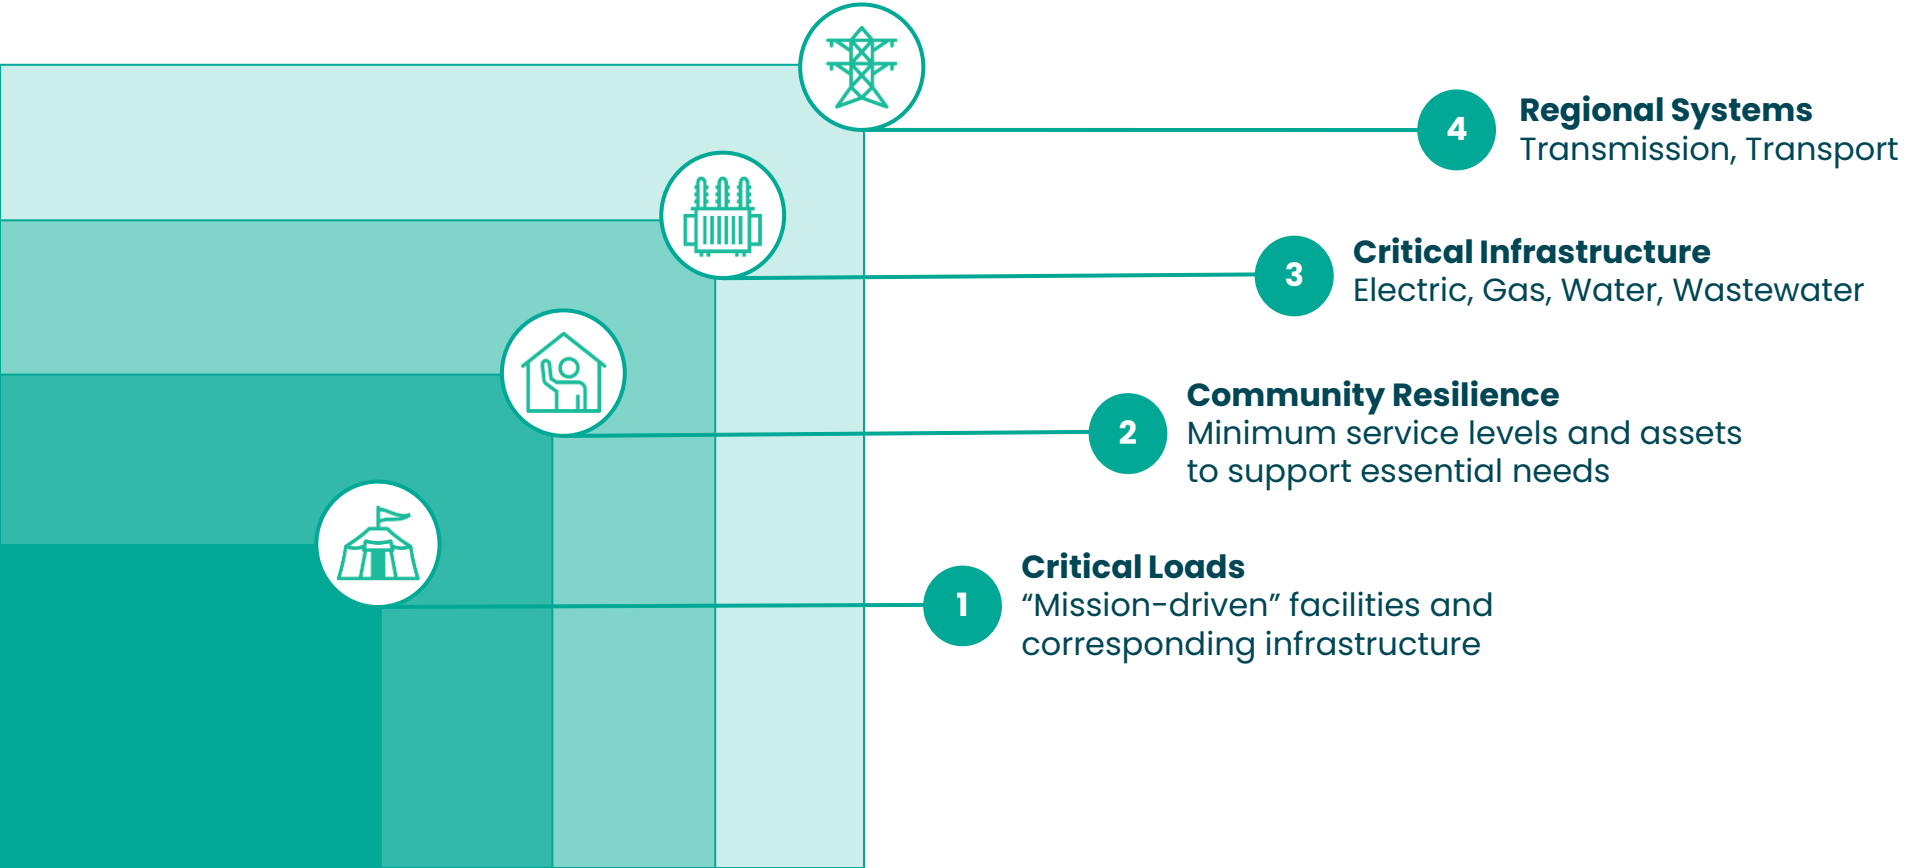 4
Regional Systems
Transmission, Transport
3
Critical Infrastructure
Electric, Gas, Water, Wastewater
2
Community Resilience
Minimum service levels and assets
to support essential needs
1
Critical Loads
“Mission-driven” facilities and
corresponding infrastructure